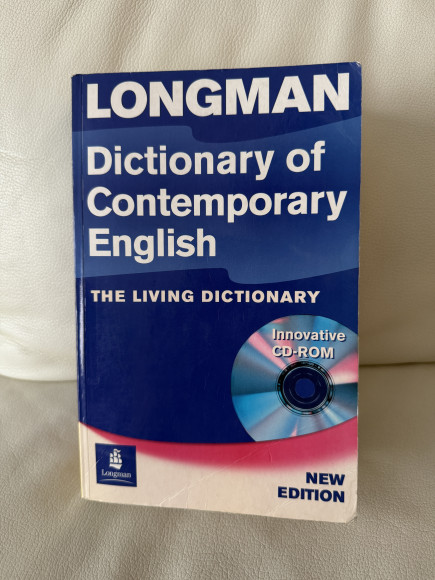 LONGMAN
Dictionary of
Contemporary
English
THE LIVING DICTIONARY
Innovative
CD-ROM
Longman
NEW
EDITION